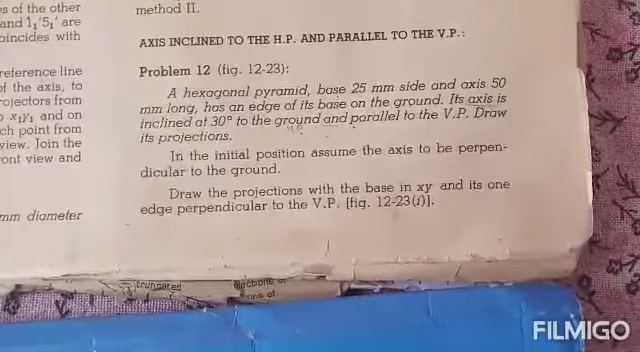 s of the other
and 1₁'5₁' are
oincides with
reference line
of the axis, to
rojectors from
x₁y₁ and on
ch point from
view. Join the
ont view and
mm diameter
method II.
AXIS INCLINED TO THE H.P. AND PARALLEL TO THE V.P.:
Problem 12 (fig. 12-23):
A hexagonal pyramid, base 25 mm side and axis 50
mm long, has an edge of its base on the ground. Its axis is
inclined at 30° to the ground and parallel to the V.P. Draw
its projections.
In the initial position assume the axis to be perpen-
dicular to the ground.
Draw the projections with the base in xy and its one
edge perpendicular to the V.P. [fig. 12-23(i)].
truncated
ons of
FILMIGO